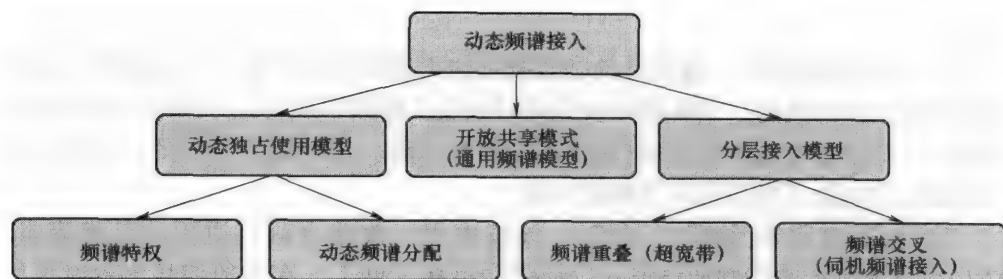 动态频谱接入
动态独占使用模型
开放共享模式
(通用频谱模型)
分层接入模型
频谱特权
动态频谱分配
频谱重叠(超宽带)
频谱交叉
(伺机频谱接入)